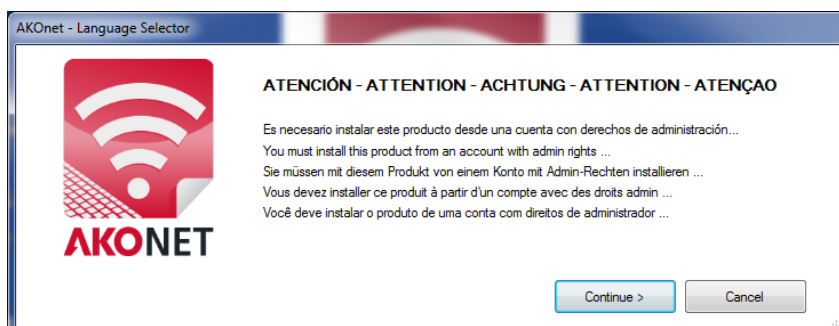 AKOnet - Language Selector
ATENCIÓN - ATTENTION - ACHTUNG - ATTENTION - ATENÇAO
Es necesario instalar este producto desde una cuenta con derechos de administración...
You must install this product from an account with admin rights ...
Sie müssen mit diesem Produkt von einem Konto mit Admin-Rechten installieren ...
Vous devez installer ce produit à partir d'un compte avec des droits admin ...
Você deve instalar o produto de uma conta com direitos de administrador ...
AKONET
Continue >
Cancel